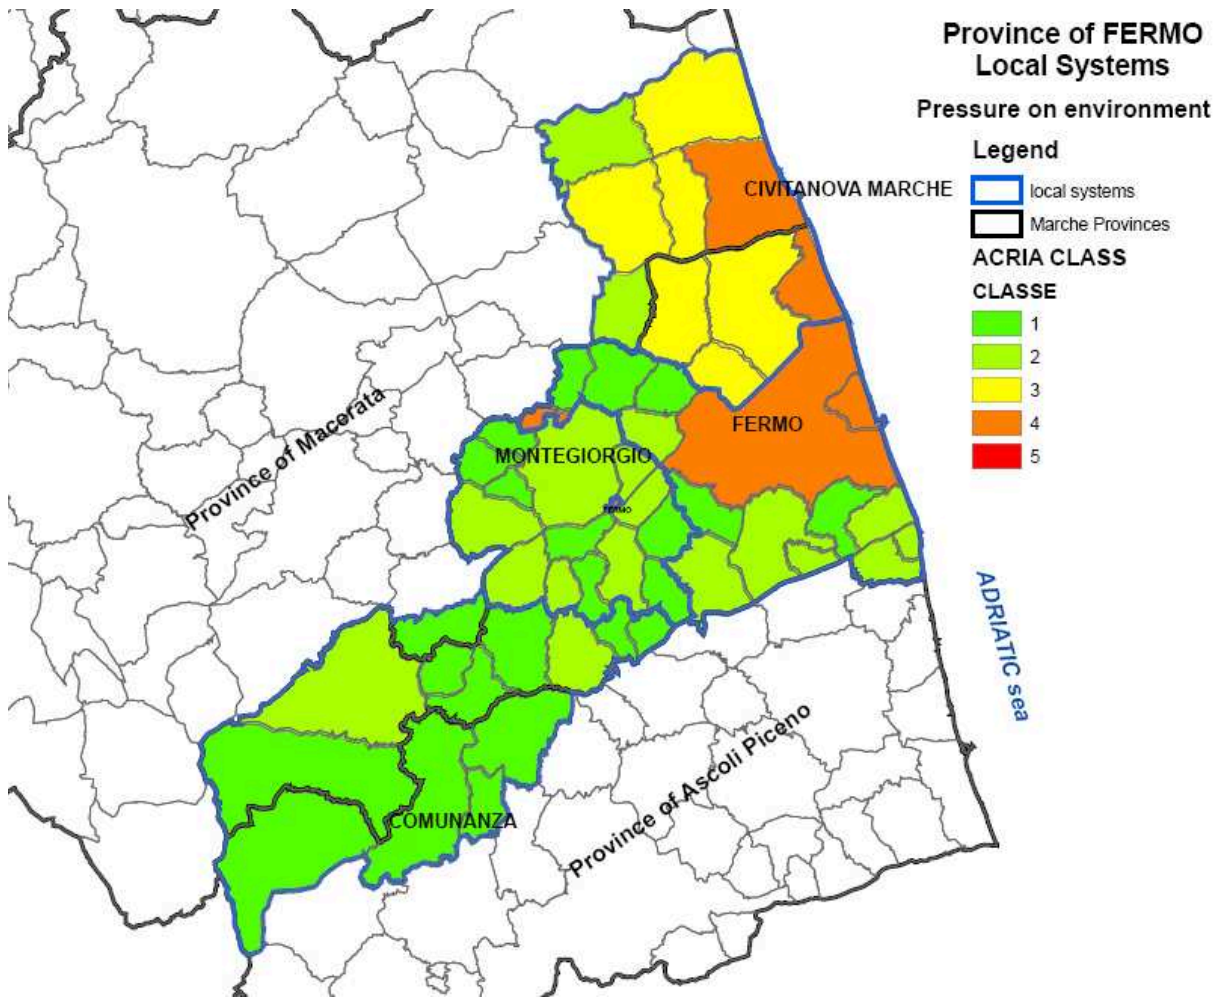 Province of FERMO
Local Systems
Pressure on environment
Legend
local systems
Marche Provinces
ACRIA CLASS
CLASSE
1
2
3
4
5
CIVITANOVA MARCHE
FERMO
MONTEGIORGIO
FERMO
COMUNANZA
Province of Macerata
Province of Ascoli Piceno
ADRIATIC sea